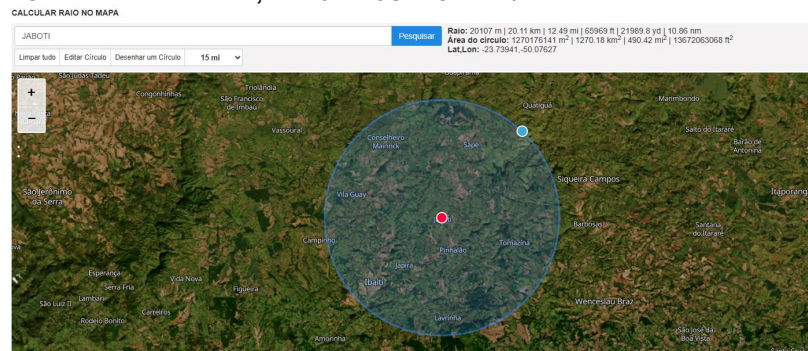 CALCULAR RAIO NO MAPA
JABOTI
Pesquisar
Raio: 20107 m | 20.11 km | 12.49 mi | 65969 ft | 21989.8 yd | 10.86 nm
Área do círculo: 1270176141 m² | 1270.18 km² | 490.42 mi² | 13672063068 ft²
Lat,Lon: -23.73941,-50.07627
Limpar tudo
Editar Círculo
Desenhar um Círculo
15 mi
+
−
São Judas Tadeu
Congonhinhas
Triolândia
São Francisco
de Imbaú
Vassoural
Guapirama
Quatiguá
Marimbondo
Salto do Itararé
Barão de
Antonina
Conselheiro
Mairinck
Sapé
Siqueira Campos
São Jerônimo
da Serra
Vila Guay
Itaporanga
Barbosas
Santana
do Itararé
Campinho
Pinhalão
Tomazina
Japira
Ibaiti
Esperança
Serra Fria
Vida Nova
Figueira
São Luiz II
Lambari
Carreiros
Rodeio Bonito
Wenceslau Braz
Lavrinha
Amorinha
São José da
Boa Vista